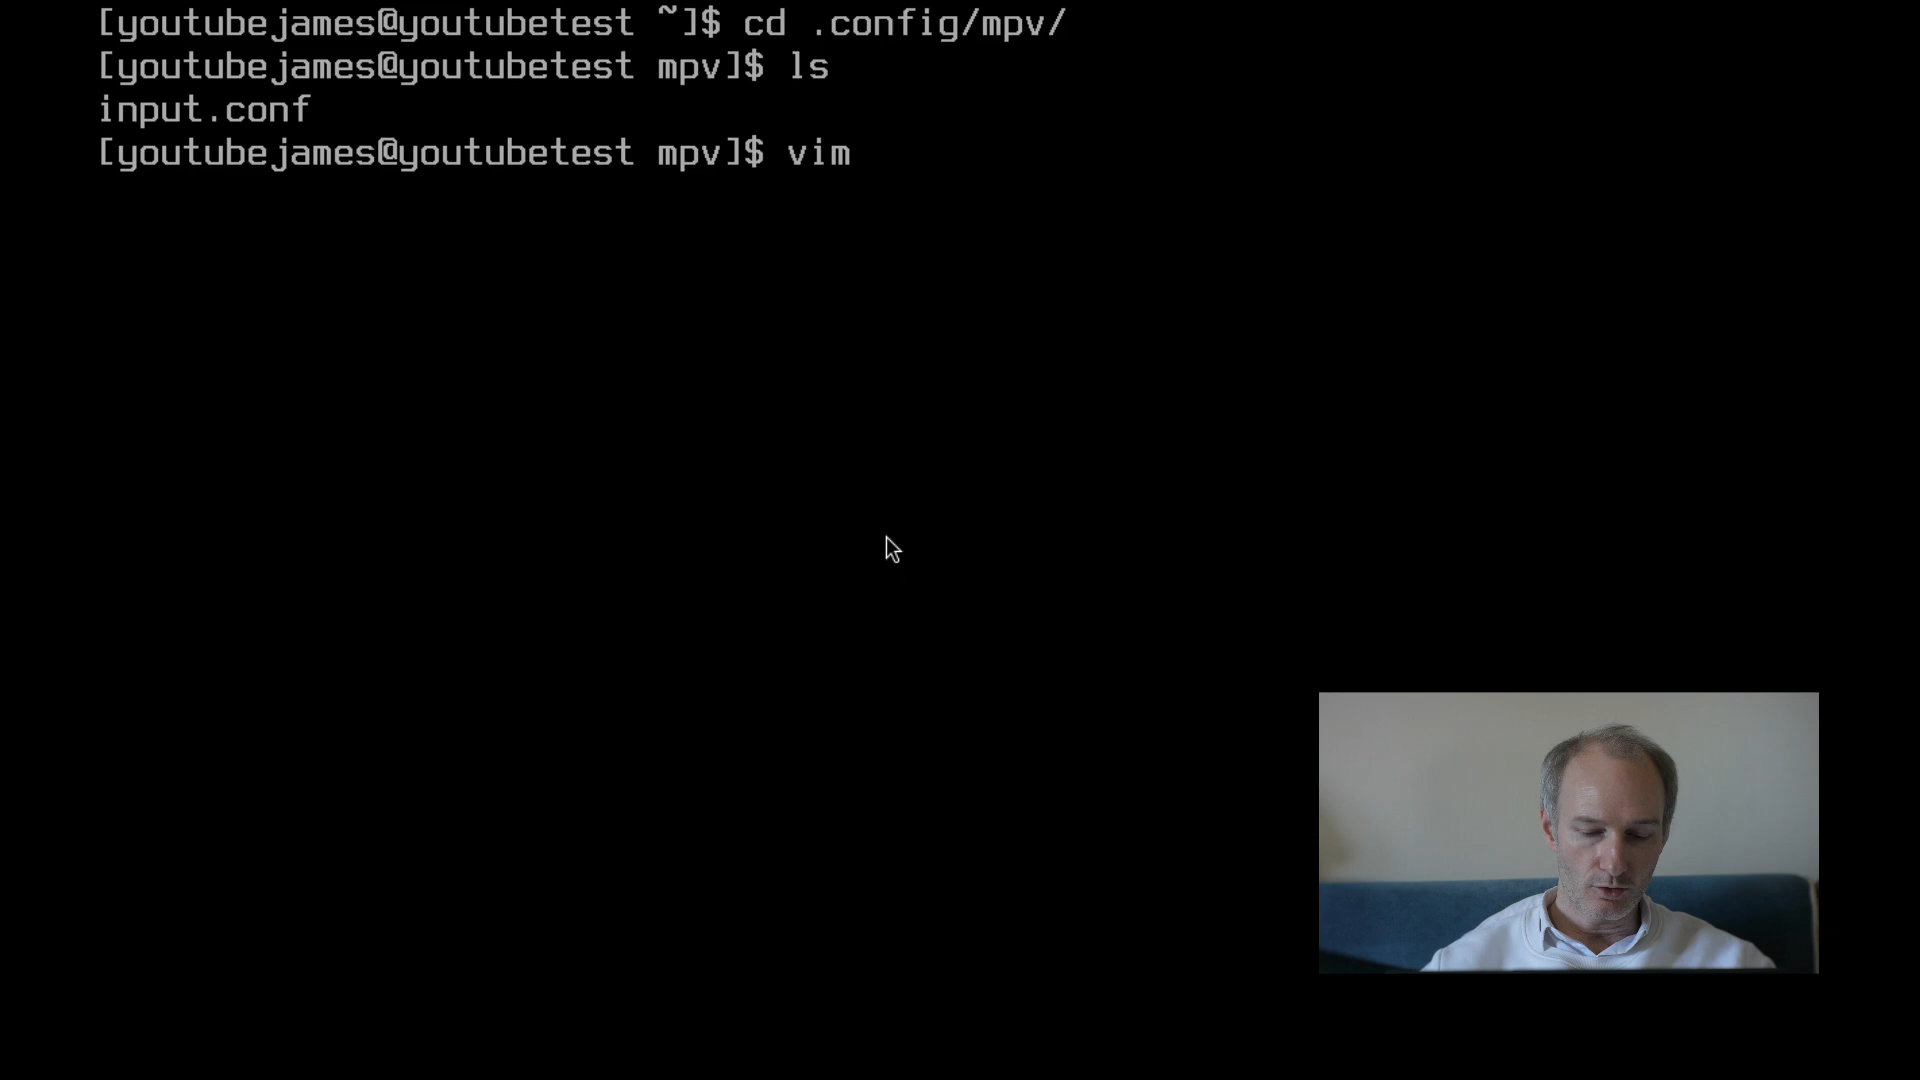 [youtubejames@youtubetest ~]$ cd .config/mpv/
[youtubejames@youtubetest mpv]$ ls
input.conf
[youtubejames@youtubetest mpv]$ vim